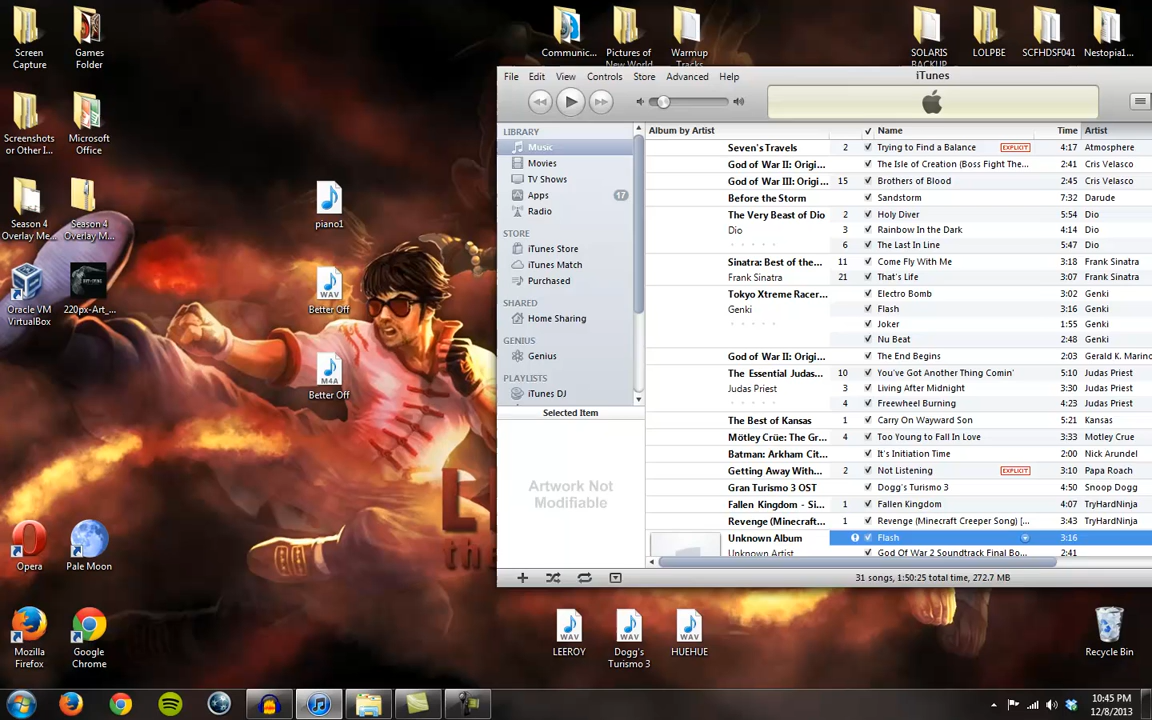 Screen Capture
Games Folder
Communic...
Pictures of New World
Warmup Tracks
SOLARIS BACKUP
LOLPBE
SCFHDSF041
Nestopia1...
Screenshots or Other I...
Microsoft Office
Season 4 Overlay Me...
Season 4 Overlay M...
Oracle VM VirtualBox
220px-Art_...
piano1
WAV
Better Off
M4A
Better Off
Opera
Pale Moon
Mozilla Firefox
Google Chrome
iTunes
File Edit View Controls Store Advanced Help
LIBRARY
Music
Movies
TV Shows
Apps 17
Radio
STORE
iTunes Store
iTunes Match
Purchased
SHARED
Home Sharing
GENIUS
Genius
PLAYLISTS
iTunes DJ
Selected Item
Artwork Not
Modifiable
Album by Artist Name Time Artist
Seven's Travels 2 Trying to Find a Balance EXPLICIT 4:17 Atmosphere
God of War II: Origi... The Isle of Creation (Boss Fight The... 2:41 Cris Velasco
God of War III: Origi... 15 Brothers of Blood 2:45 Cris Velasco
Before the Storm Sandstorm 7:32 Darude
The Very Beast of Dio 2 Holy Diver 5:54 Dio
Dio 3 Rainbow In the Dark 4:14 Dio
6 The Last In Line 5:47 Dio
Sinatra: Best of the... 11 Come Fly With Me 3:18 Frank Sinatra
Frank Sinatra 21 That's Life 3:07 Frank Sinatra
Tokyo Xtreme Racer... Electro Bomb 3:02 Genki
Genki Flash 3:16 Genki
Joker 1:55 Genki
Nu Beat 2:48 Genki
God of War II: Origi... The End Begins 2:03 Gerald K. Marino
The Essential Judas... 10 You've Got Another Thing Comin' 5:10 Judas Priest
Judas Priest 3 Living After Midnight 3:30 Judas Priest
4 Freewheel Burning 4:23 Judas Priest
The Best of Kansas 1 Carry On Wayward Son 5:21 Kansas
Mötley Crüe: The Gr... 4 Too Young to Fall In Love 3:33 Motley Crue
Batman: Arkham Cit... It's Initiation Time 2:00 Nick Arundel
Getting Away With... 2 Not Listening EXPLICIT 3:10 Papa Roach
Gran Turismo 3 OST Dogg's Turismo 3 4:50 Snoop Dogg
Fallen Kingdom - Si... 1 Fallen Kingdom 4:07 TryHardNinja
Revenge (Minecraft... 1 Revenge (Minecraft Creeper Song) [... 3:43 TryHardNinja
Unknown Album Flash 3:16
Unknown Artist God Of War 2 Soundtrack Final Bo... 2:41
31 songs, 1:50:25 total time, 272.7 MB
WAV
LEEROY
WAV
Dogg's Turismo 3
WAV
HUEHUE
Recycle Bin
10:45 PM
12/8/2013